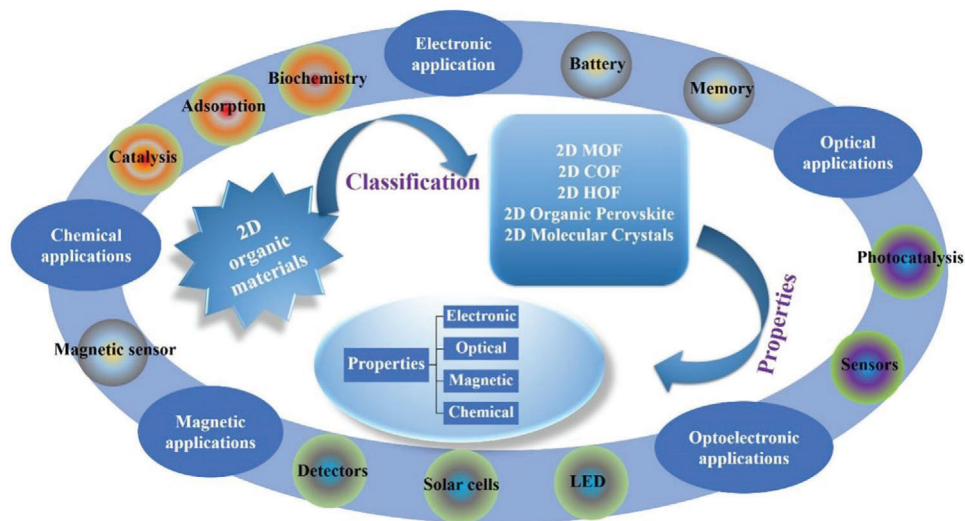 Electronic
application
Battery
Memory
Optical
applications
Photocatalysis
Sensors
Optoelectronic
applications
LED
Solar cells
Detectors
Magnetic
applications
Magnetic sensor
Chemical
applications
Catalysis
Adsorption
Biochemistry
2D
organic
materials
Classification
2D MOF
2D COF
2D HOF
2D Organic Perovskite
2D Molecular Crystals
Properties
Properties
Electronic
Optical
Magnetic
Chemical